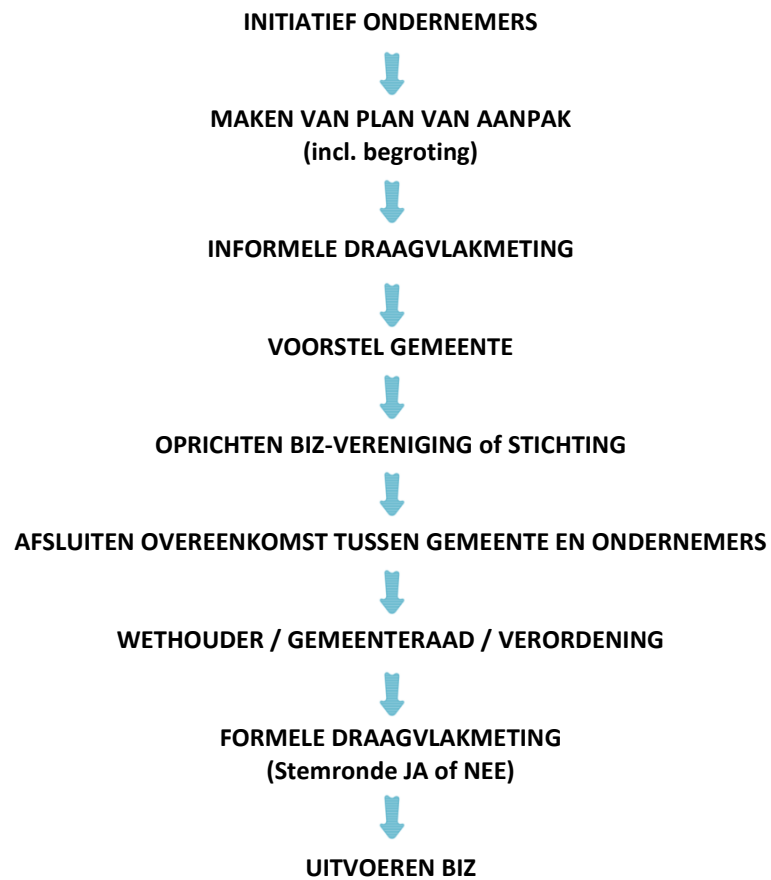 INITIATIEF ONDERNEMERS
MAKEN VAN PLAN VAN AANPAK
(incl. begroting)
INFORMELE DRAAGVLAKMETING
VOORSTEL GEMEENTE
OPRICHTEN BIZ-VERENIGING of STICHTING
AFSLUITEN OVEREENKOMST TUSSEN GEMEENTE EN ONDERNEMERS
WETHOUDER / GEMEENTERAAD / VERORDENING
FORMELE DRAAGVLAKMETING
(Stemronde JA of NEE)
UITVOEREN BIZ